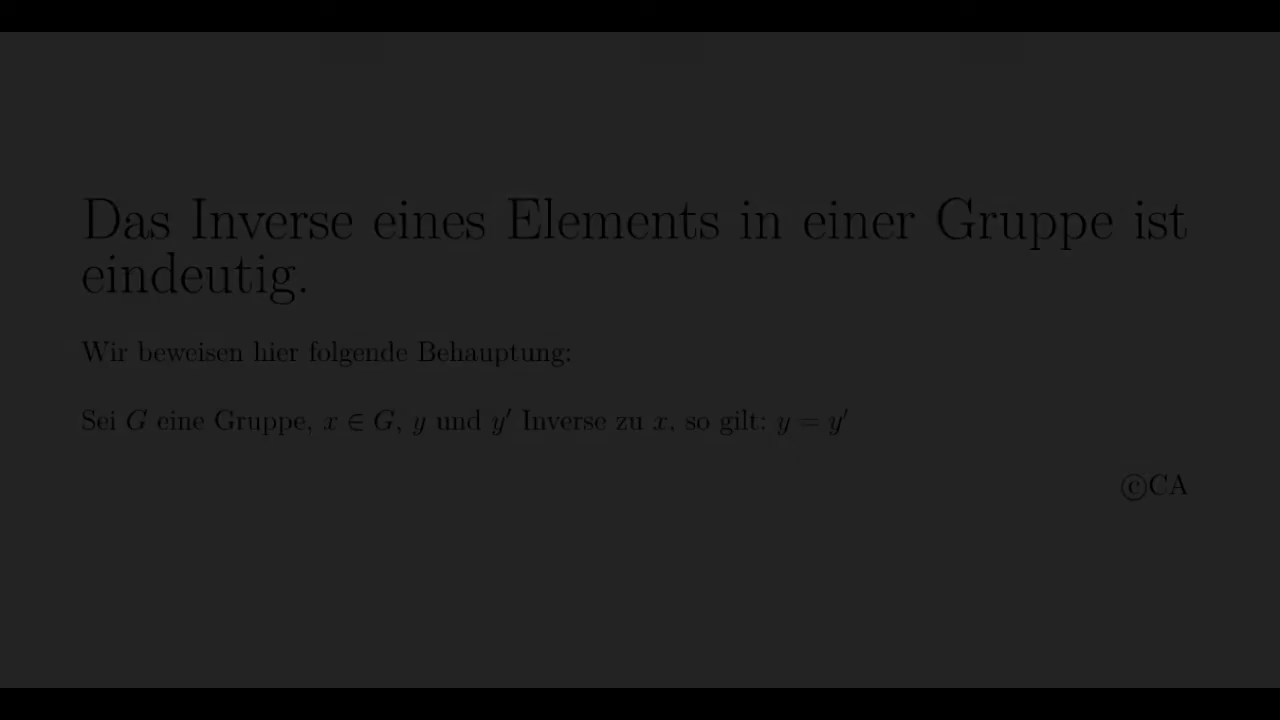 Das Inverse eines Elements in einer Gruppe ist
eindeutig.
Wir beweisen hier folgende Behauptung:
Sei G eine Gruppe, x ∈ G, y und y′ Inverse zu x, so gilt: y = y′
©CA